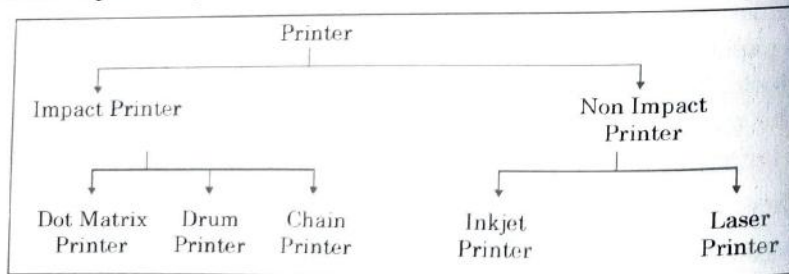 Printer
Impact Printer
Non Impact
Printer
Dot Matrix
Printer
Drum
Printer
Chain
Printer
Inkjet
Printer
Laser
Printer